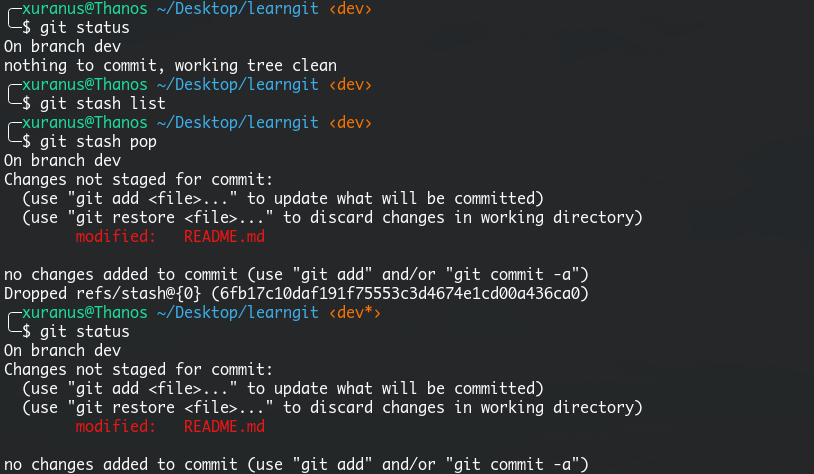 ╭─xuranus@Thanos ~/Desktop/learngit ‹dev›
╰─$ git status
On branch dev
nothing to commit, working tree clean
╭─xuranus@Thanos ~/Desktop/learngit ‹dev›
╰─$ git stash list
╭─xuranus@Thanos ~/Desktop/learngit ‹dev›
╰─$ git stash pop
On branch dev
Changes not staged for commit:
  (use "git add <file>..." to update what will be committed)
  (use "git restore <file>..." to discard changes in working directory)
        modified:   README.md

no changes added to commit (use "git add" and/or "git commit -a")
Dropped refs/stash@{0} (6fb17c10daf191f75553c3d4674e1cd00a436ca0)
╭─xuranus@Thanos ~/Desktop/learngit ‹dev*›
╰─$ git status
On branch dev
Changes not staged for commit:
  (use "git add <file>..." to update what will be committed)
  (use "git restore <file>..." to discard changes in working directory)
        modified:   README.md

no changes added to commit (use "git add" and/or "git commit -a")